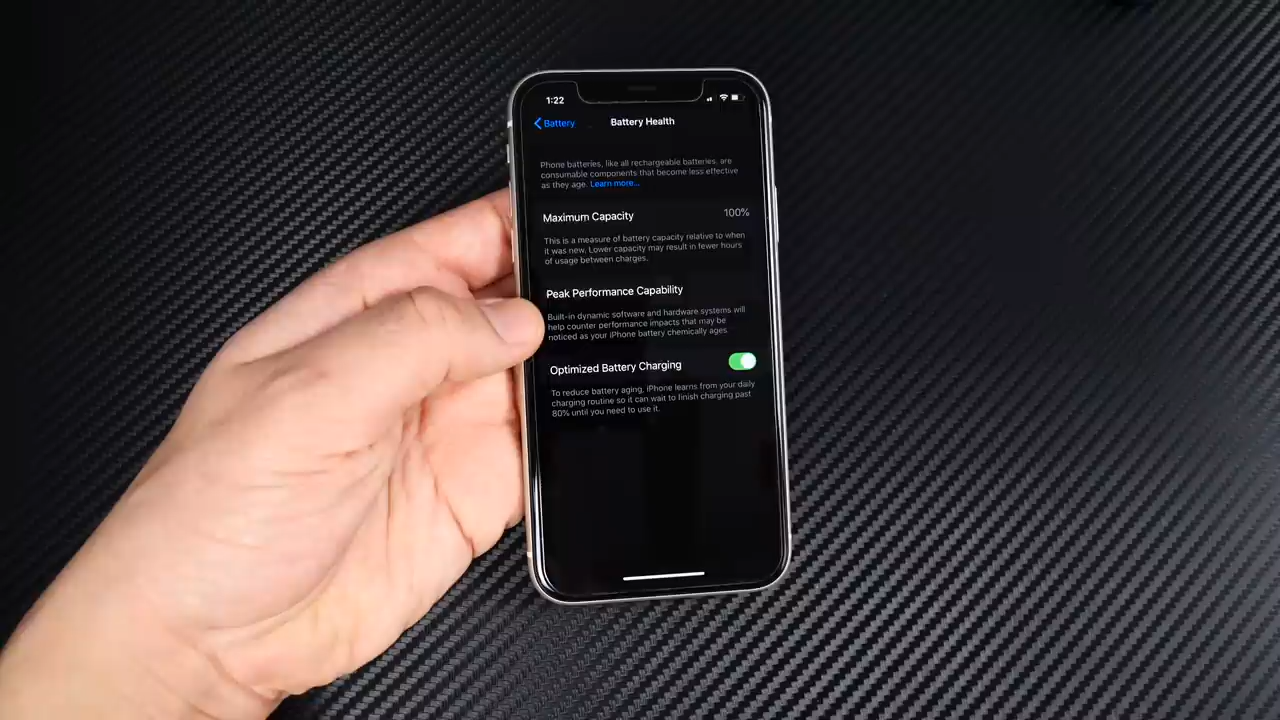 1:22
Battery
Battery Health
Phone batteries, like all rechargeable batteries, are
consumable components that become less effective
as they age. Learn more...
Maximum Capacity 100%
This is a measure of battery capacity relative to when
it was new. Lower capacity may result in fewer hours
of usage between charges.
Peak Performance Capability
Built-in dynamic software and hardware systems will
help counter performance impacts that may be
noticed as your iPhone battery chemically ages.
Optimized Battery Charging
To reduce battery aging, iPhone learns from your daily
charging routine so it can wait to finish charging past
80% until you need to use it.